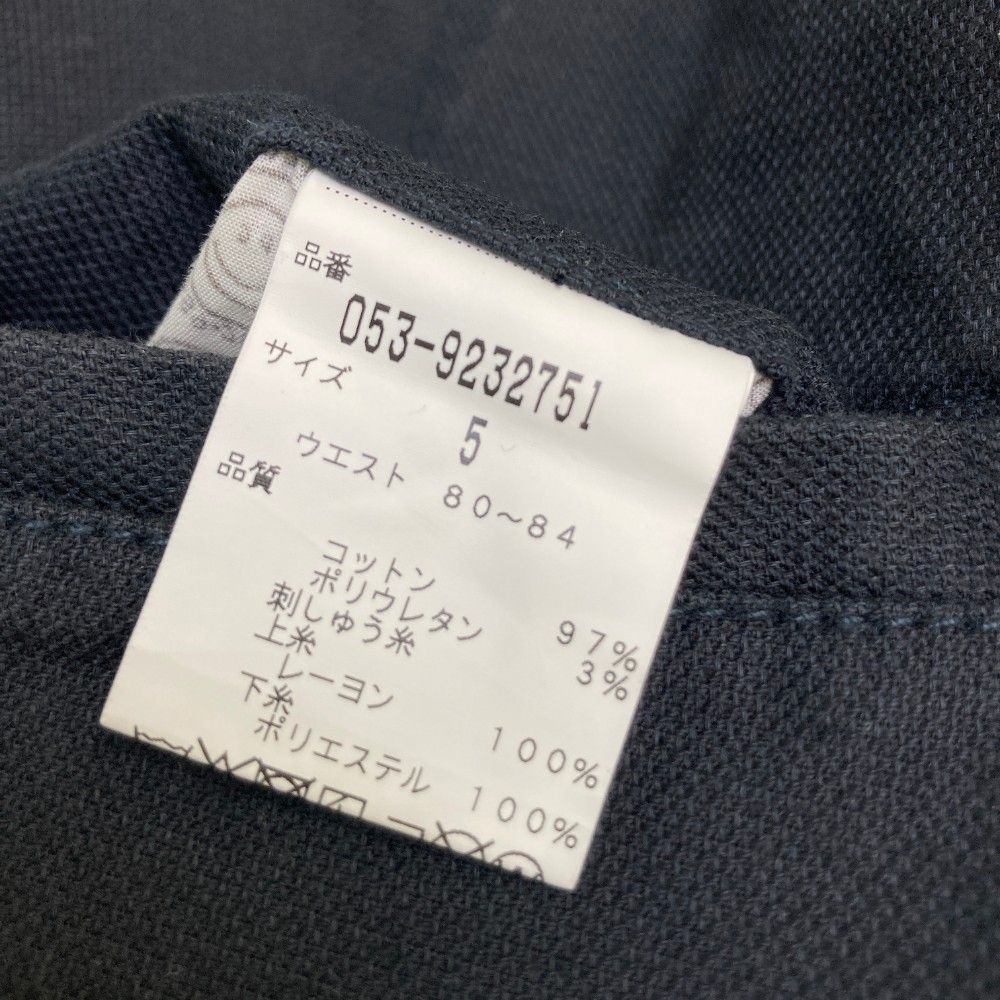 品番
053-9232751
サイズ
5
ウエスト 80~84
品質
コットン 97%
ポリウレタン 3%
刺しゅう糸
上糸
レーヨン 100%
下糸
ポリエステル 100%